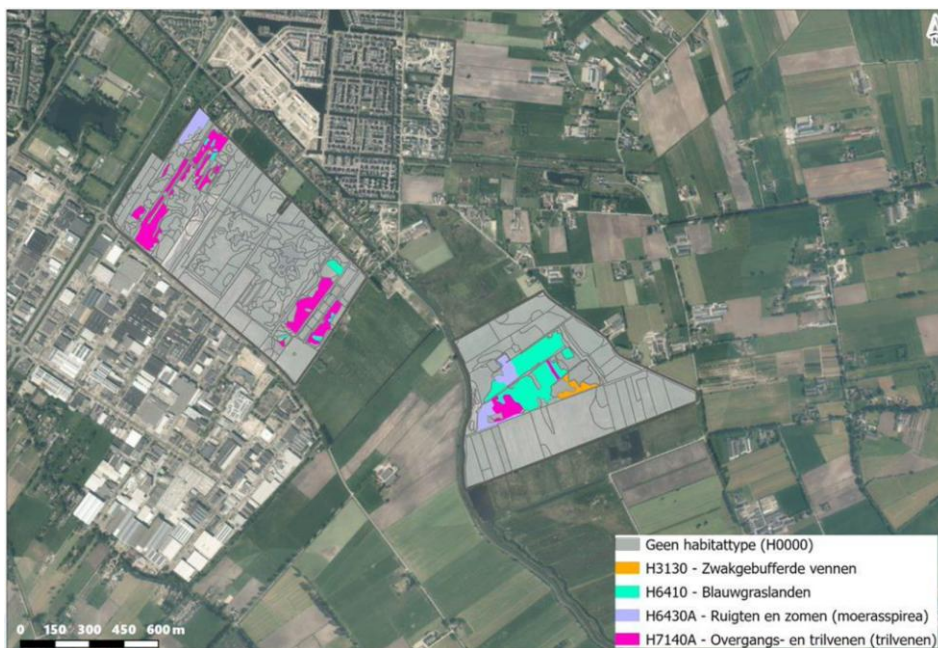 N
Geen habitattype (H0000)
H3130 - Zwakgebufferde vennen
H6410 - Blauwgraslanden
H6430A - Ruigten en zomen (moerasspirea)
H7140A - Overgangs- en trilvenen (trilvenen)
0 150 300 450 600 m